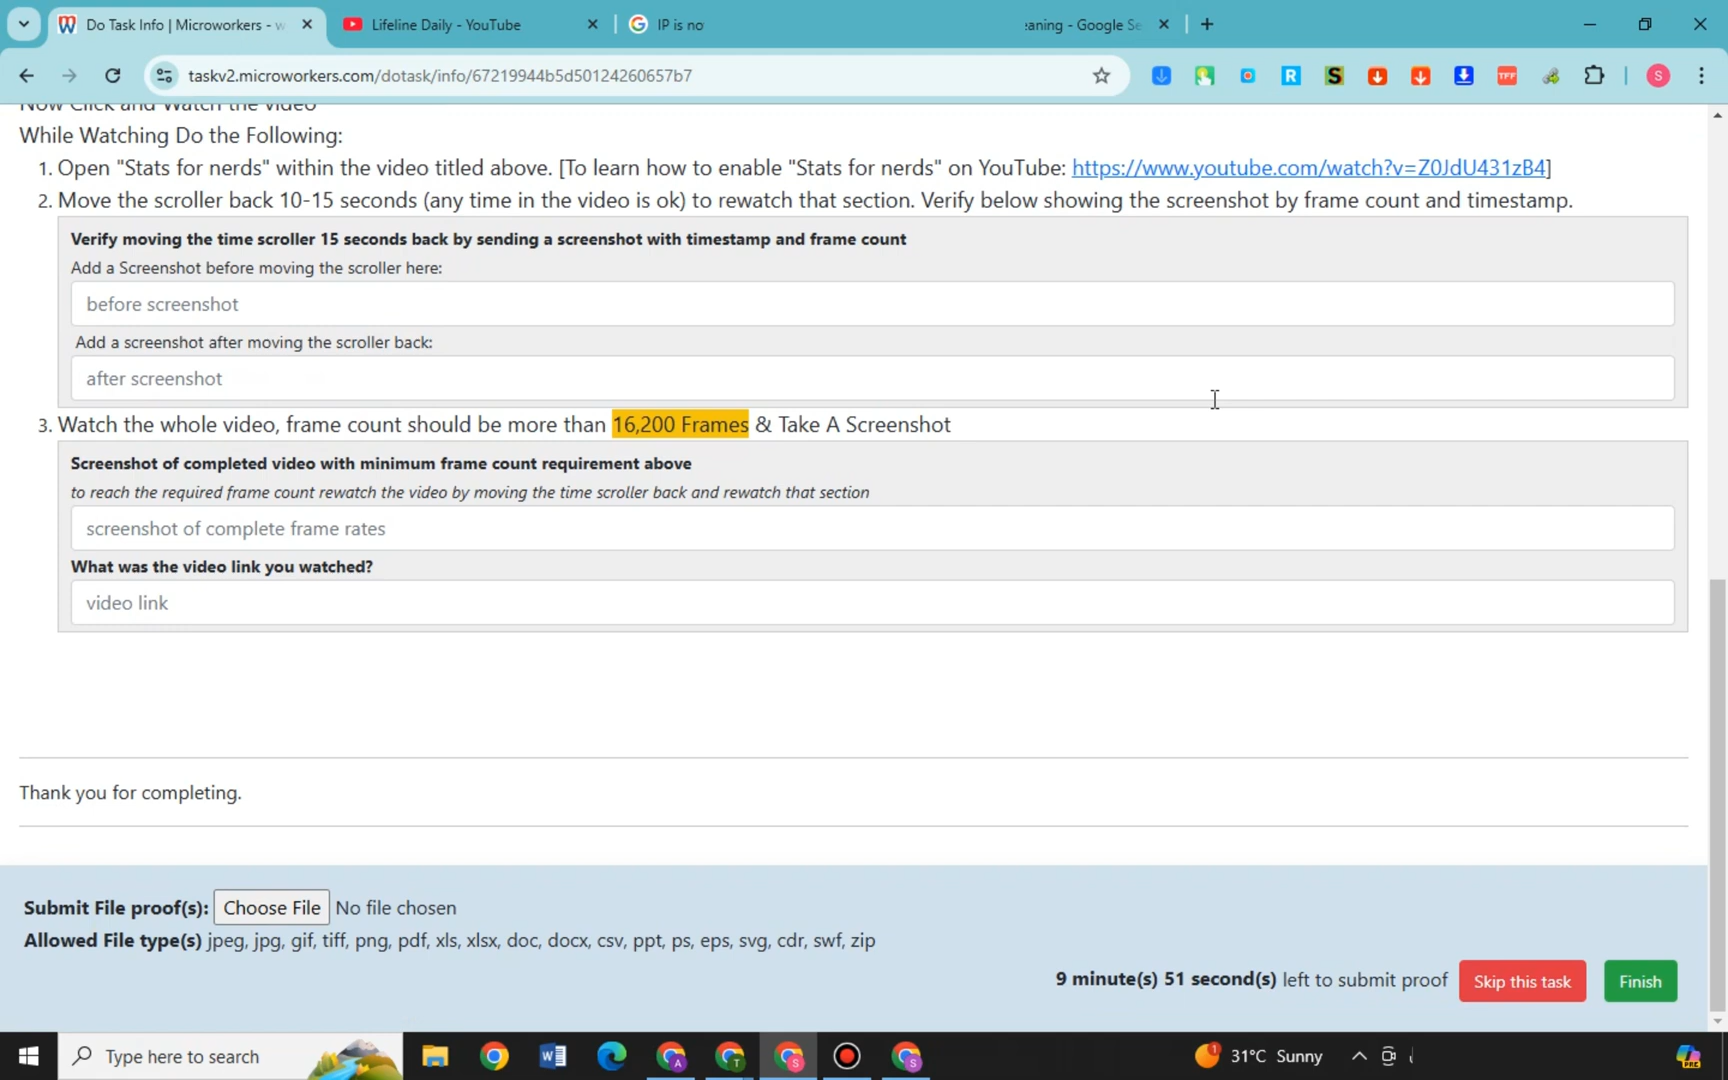 Do Task Info | Microworkers - w
Lifeline Daily - YouTube
IP is no
:aning - Google Se
taskv2.microworkers.com/dotask/info/67219944b5d50124260657b7
R
S
TFF
S
Now Click and Watch the video
While Watching Do the Following:
1. Open "Stats for nerds" within the video titled above. [To learn how to enable "Stats for nerds" on YouTube: https://www.youtube.com/watch?v=Z0JdU431zB4]
2. Move the scroller back 10-15 seconds (any time in the video is ok) to rewatch that section. Verify below showing the screenshot by frame count and timestamp.
Verify moving the time scroller 15 seconds back by sending a screenshot with timestamp and frame count
Add a Screenshot before moving the scroller here:
before screenshot
Add a screenshot after moving the scroller back:
after screenshot
3. Watch the whole video, frame count should be more than 16,200 Frames & Take A Screenshot
Screenshot of completed video with minimum frame count requirement above
to reach the required frame count rewatch the video by moving the time scroller back and rewatch that section
screenshot of complete frame rates
What was the video link you watched?
video link
Thank you for completing.
Submit File proof(s): Choose File No file chosen
Allowed File type(s) jpeg, jpg, gif, tiff, png, pdf, xls, xlsx, doc, docx, csv, ppt, ps, eps, svg, cdr, swf, zip
9 minute(s) 51 second(s) left to submit proof Skip this task Finish
Type here to search
31°C Sunny